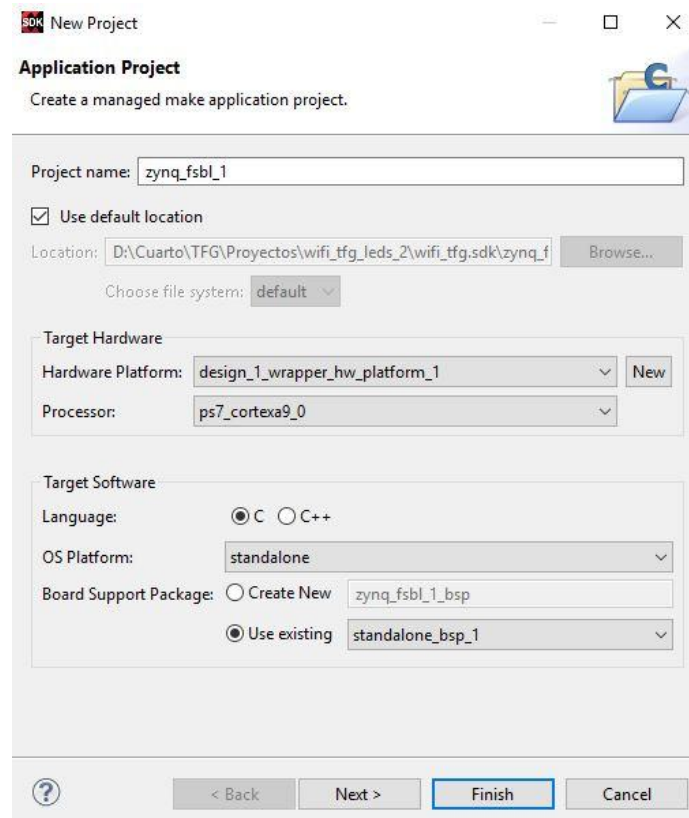 SDK New Project
Application Project
Create a managed make application project.
C
Project name: zynq_fsbl_1
Use default location
Location: D:\Cuarto\TFG\Proyectos\wifi_tfg_leds_2\wifi_tfg.sdk\zynq_f Browse...
Choose file system: default
Target Hardware
Hardware Platform: design_1_wrapper_hw_platform_1 New
Processor: ps7_cortexa9_0
Target Software
Language: C C++
OS Platform: standalone
Board Support Package: Create New zynq_fsbl_1_bsp
Use existing standalone_bsp_1
? < Back Next > Finish Cancel